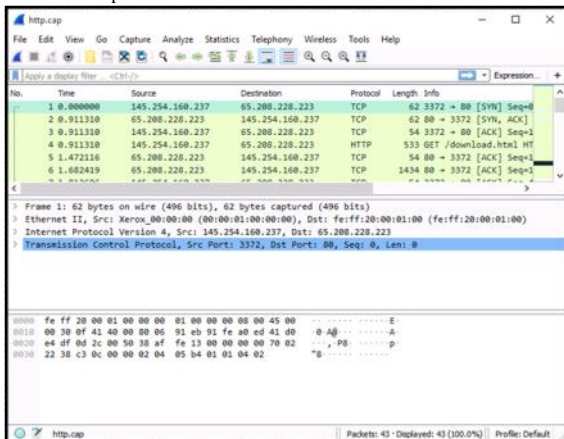 http.cap
File Edit View Go Capture Analyze Statistics Telephony Wireless Tools Help
Apply a display filter ... <Ctrl-/> Expression... +
No. Time Source Destination Protocol Length Info
1 0.000000 145.254.160.237 65.208.228.223 TCP 62 3372 → 80 [SYN] Seq=0
2 0.911310 65.208.228.223 145.254.160.237 TCP 62 80 → 3372 [SYN, ACK]
3 0.911310 145.254.160.237 65.208.228.223 TCP 54 3372 → 80 [ACK] Seq=1
4 0.911310 145.254.160.237 65.208.228.223 HTTP 533 GET /download.html HT
5 1.472116 65.208.228.223 145.254.160.237 TCP 54 80 → 3372 [ACK] Seq=1
6 1.682419 65.208.228.223 145.254.160.237 TCP 1434 80 → 3372 [ACK] Seq=1
Frame 1: 62 bytes on wire (496 bits), 62 bytes captured (496 bits)
Ethernet II, Src: Xerox_00:00:00 (00:00:01:00:00:00), Dst: fe:ff:20:00:01:00 (fe:ff:20:00:01:00)
Internet Protocol Version 4, Src: 145.254.160.237, Dst: 65.208.228.223
Transmission Control Protocol, Src Port: 3372, Dst Port: 80, Seq: 0, Len: 0
0000 fe ff 20 00 01 00 00 00 01 00 00 00 08 00 45 00 ·· ····· ······E·
0010 00 30 0f 41 40 00 80 06 91 eb 91 fe a0 ed 41 d0 ·0·A@··· ······A·
0020 e4 df 0d 2c 00 50 38 af fe 13 00 00 00 00 70 02 ···,·P8· ······p·
0030 22 38 c3 0c 00 00 02 04 05 b4 01 01 04 02 "8······ ······
http.cap Packets: 43 · Displayed: 43 (100.0%) Profile: Default